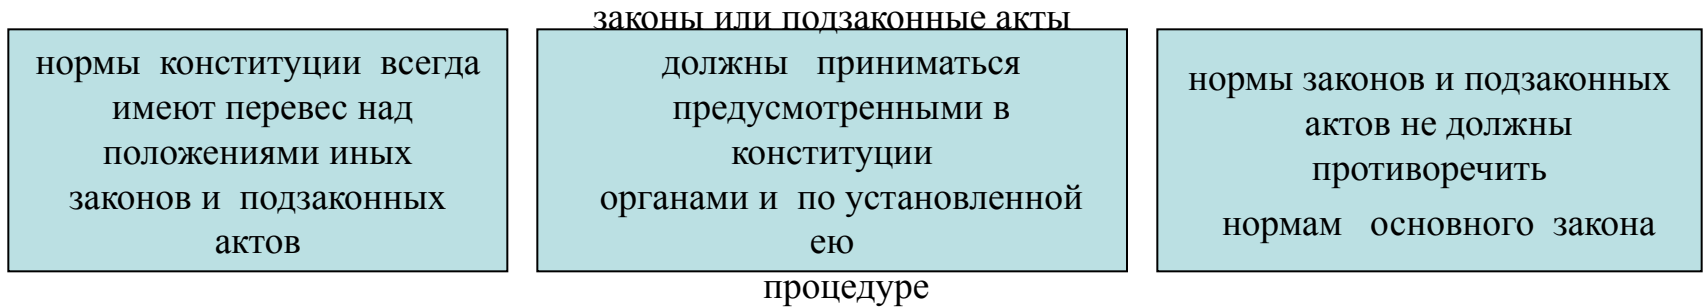 нормы конституции всегда
имеют перевес над
положениями иных
законов и подзаконных
актов
законы или подзаконные акты
должны приниматься
предусмотренными в
конституции
органами и по установленной
ею
процедуре
нормы законов и подзаконных
актов не должны
противоречить
нормам основного закона